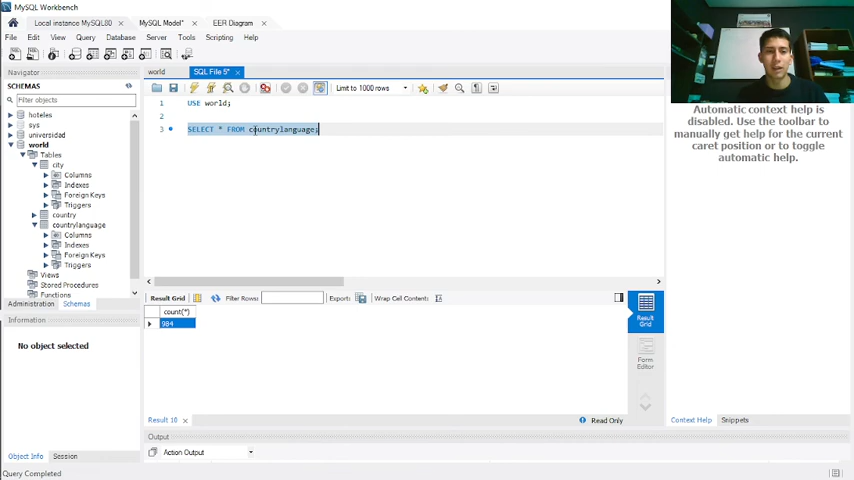 MySQL Workbench
Local instance MySQL80 ×
MySQL Model* ×
EER Diagram ×
File Edit View Query Database Server Tools Scripting Help
Navigator
SCHEMAS
Filter objects
hoteles
sys
universidad
world
Tables
city
Columns
Indexes
Foreign Keys
Triggers
country
countrylanguage
Columns
Indexes
Foreign Keys
Triggers
Views
Stored Procedures
Functions
Administration Schemas
Information
No object selected
Object Info Session
Query Completed
world SQL File 5* ×
Limit to 1000 rows
1 USE world;
2
3 SELECT * FROM countrylanguage;
Result Grid Filter Rows: Export: Wrap Cell Content:
count(*)
984
Result Grid
Form Editor
Result 10 ×
Read Only
Output
Action Output
Automatic context help is
disabled. Use the toolbar to
manually get help for the current
caret position or to toggle
automatic help.
Context Help Snippets